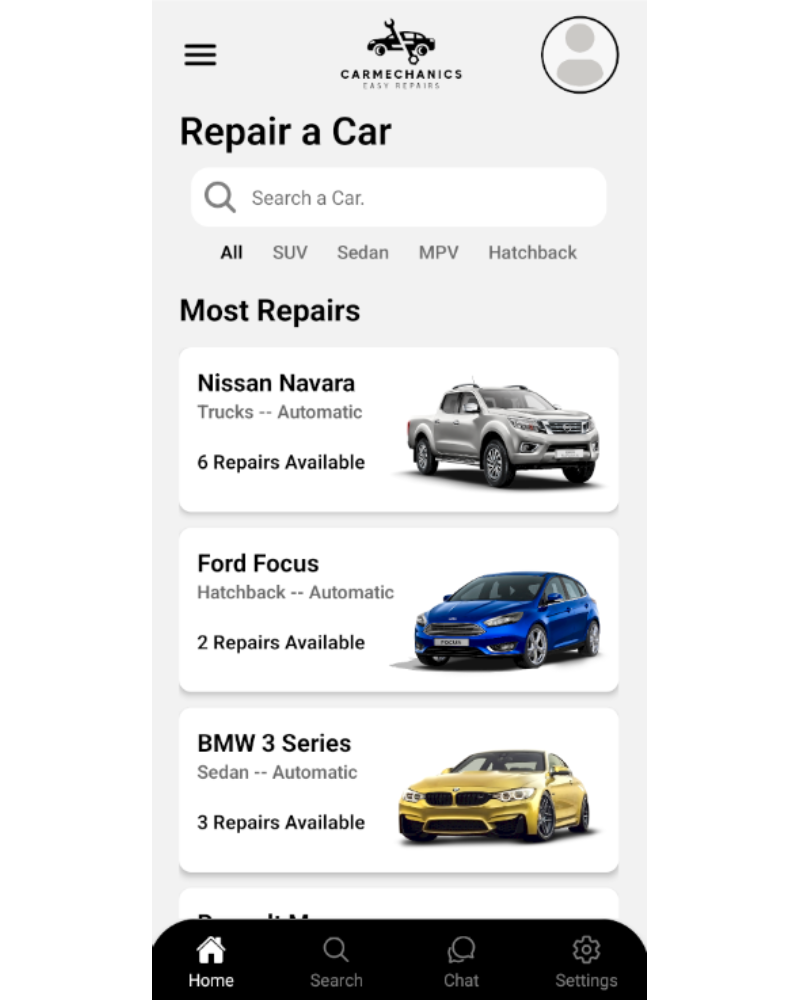 CARMECHANICS
EASY REPAIRS
Repair a Car
Search a Car.
All SUV Sedan MPV Hatchback
Most Repairs
Nissan Navara
Trucks -- Automatic
6 Repairs Available
Ford Focus
Hatchback -- Automatic
2 Repairs Available
FOCUS
BMW 3 Series
Sedan -- Automatic
3 Repairs Available
Home Search Chat Settings